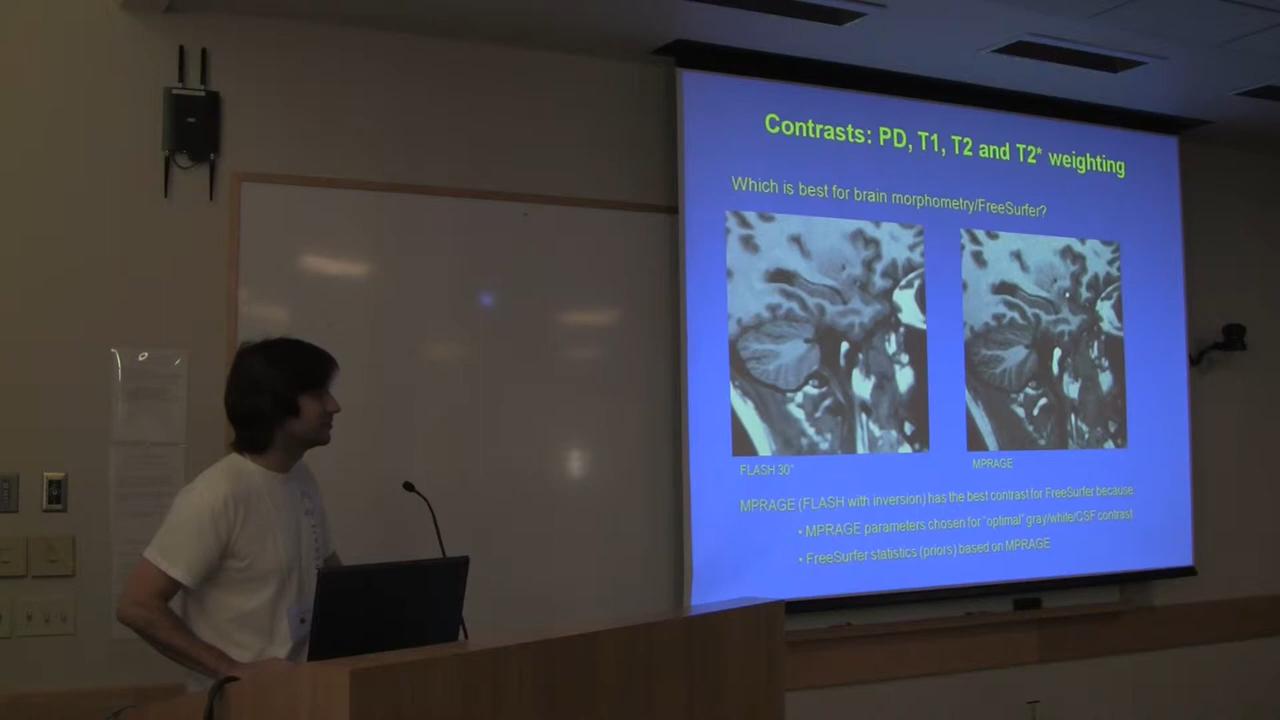 Contrasts: PD, T1, T2 and T2* weighting
Which is best for brain morphometry/FreeSurfer?
FLASH 30°
MPRAGE
MPRAGE (FLASH with inversion) has the best contrast for FreeSurfer because
• MPRAGE parameters chosen for "optimal" gray/white/CSF contrast
• FreeSurfer statistics (priors) based on MPRAGE